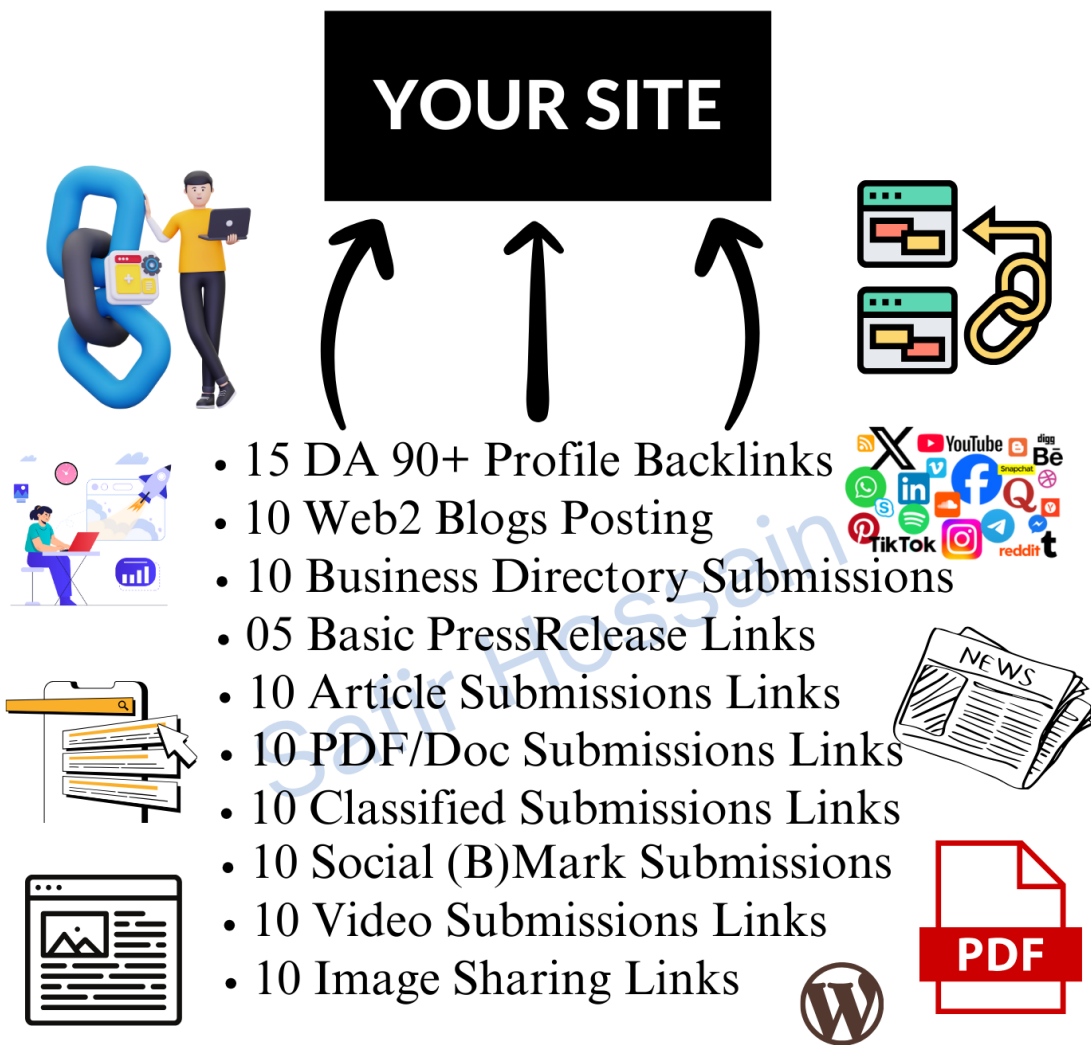 YOUR SITE
• 15 DA 90+ Profile Backlinks
• 10 Web2 Blogs Posting
• 10 Business Directory Submissions
• 05 Basic PressRelease Links
• 10 Article Submissions Links
• 10 PDF/Doc Submissions Links
• 10 Classified Submissions Links
• 10 Social (B)Mark Submissions
• 10 Video Submissions Links
• 10 Image Sharing Links
Safir Hossain
X
YouTube
digg
Bē
Snapchat
in
TikTok
reddit
t
NEWS
PDF